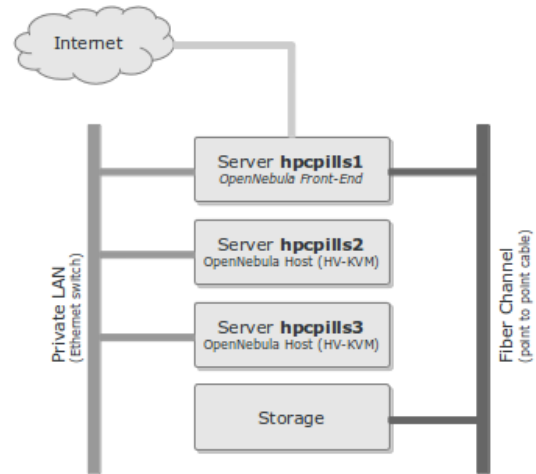 Internet
Server hpcpills1
OpenNebula Front-End
Server hpcpills2
OpenNebula Host (HV-KVM)
Server hpcpills3
OpenNebula Host (HV-KVM)
Storage
Private LAN
(Ethernet switch)
Fiber Channel
(point to point cable)